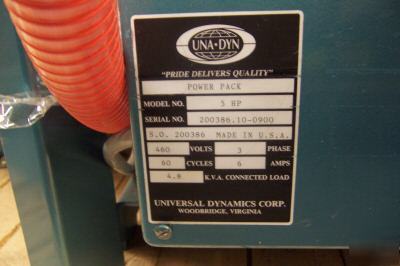 UNA-DYN
"PRIDE DELIVERS QUALITY"
POWER PACK
MODEL NO. 5 HP
SERIAL NO. 200386.10-0900
S.O. 200386 MADE IN U.S.A.
460 VOLTS 3 PHASE
60 CYCLES 6 AMPS
4.8 K.V.A. CONNECTED LOAD
UNIVERSAL DYNAMICS CORP.
WOODBRIDGE, VIRGINIA